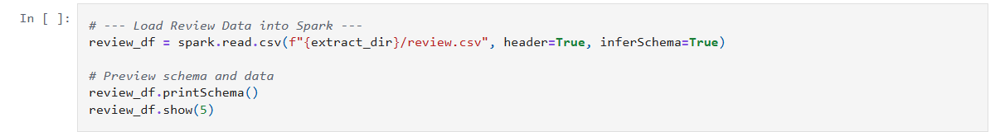 In [ ]:
# --- Load Review Data into Spark ---
review_df = spark.read.csv(f"{extract_dir}/review.csv", header=True, inferSchema=True)
# Preview schema and data
review_df.printSchema()
review_df.show(5)